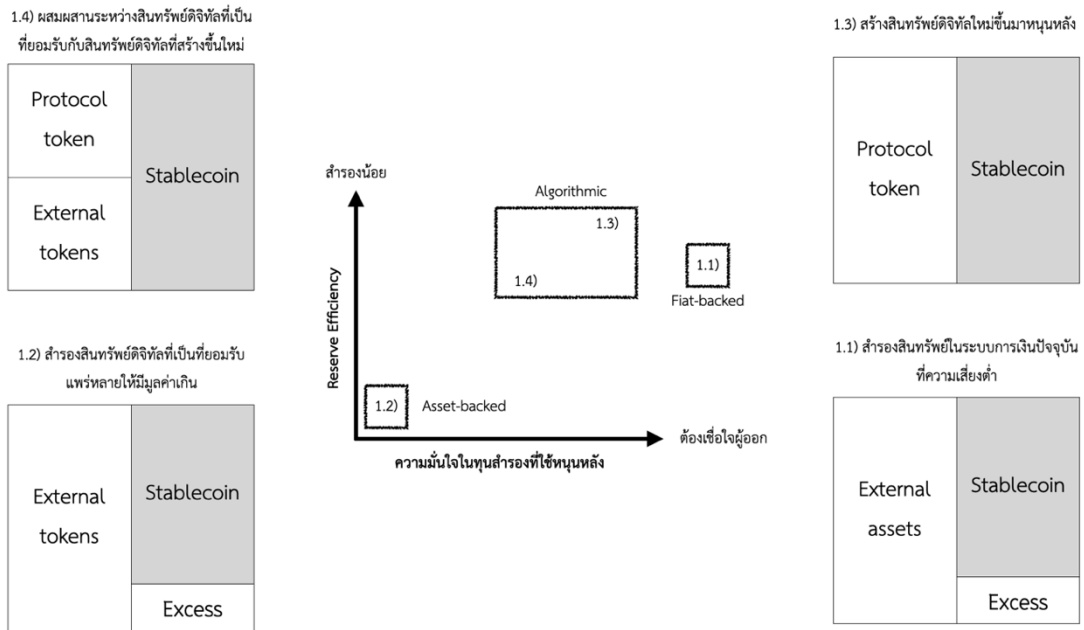 1.4) ผสมผสานระหว่างสินทรัพย์ดิจิทัลที่เป็น
ที่ยอมรับกับสินทรัพย์ดิจิทัลที่สร้างขึ้นใหม่
Protocol
token
External
tokens
Stablecoin
1.3) สร้างสินทรัพย์ดิจิทัลใหม่ขึ้นมาหนุนหลัง
Protocol
token
Stablecoin
สำรองน้อย
Reserve Efficiency
Algorithmic
1.3)
1.4)
1.1)
Fiat-backed
1.2)
Asset-backed
ต้องเชื่อใจผู้ออก
ความมั่นใจในทุนสำรองที่ใช้หนุนหลัง
1.2) สำรองสินทรัพย์ดิจิทัลที่เป็นที่ยอมรับ
แพร่หลายให้มีมูลค่าเกิน
External
tokens
Stablecoin
Excess
1.1) สำรองสินทรัพย์ในระบบการเงินปัจจุบัน
ที่ความเสี่ยงต่ำ
External
assets
Stablecoin
Excess